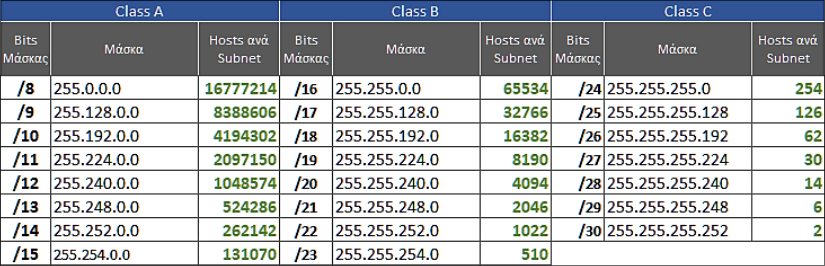 Class A Class B Class C
Bits Μάσκας Μάσκα Hosts ανά Subnet Bits Μάσκας Μάσκα Hosts ανά Subnet Bits Μάσκας Μάσκα Hosts ανά Subnet
/8 255.0.0.0 16777214 /16 255.255.0.0 65534 /24 255.255.255.0 254
/9 255.128.0.0 8388606 /17 255.255.128.0 32766 /25 255.255.255.128 126
/10 255.192.0.0 4194302 /18 255.255.192.0 16382 /26 255.255.255.192 62
/11 255.224.0.0 2097150 /19 255.255.224.0 8190 /27 255.255.255.224 30
/12 255.240.0.0 1048574 /20 255.255.240.0 4094 /28 255.255.255.240 14
/13 255.248.0.0 524286 /21 255.255.248.0 2046 /29 255.255.255.248 6
/14 255.252.0.0 262142 /22 255.255.252.0 1022 /30 255.255.255.252 2
/15 255.254.0.0 131070 /23 255.255.254.0 510